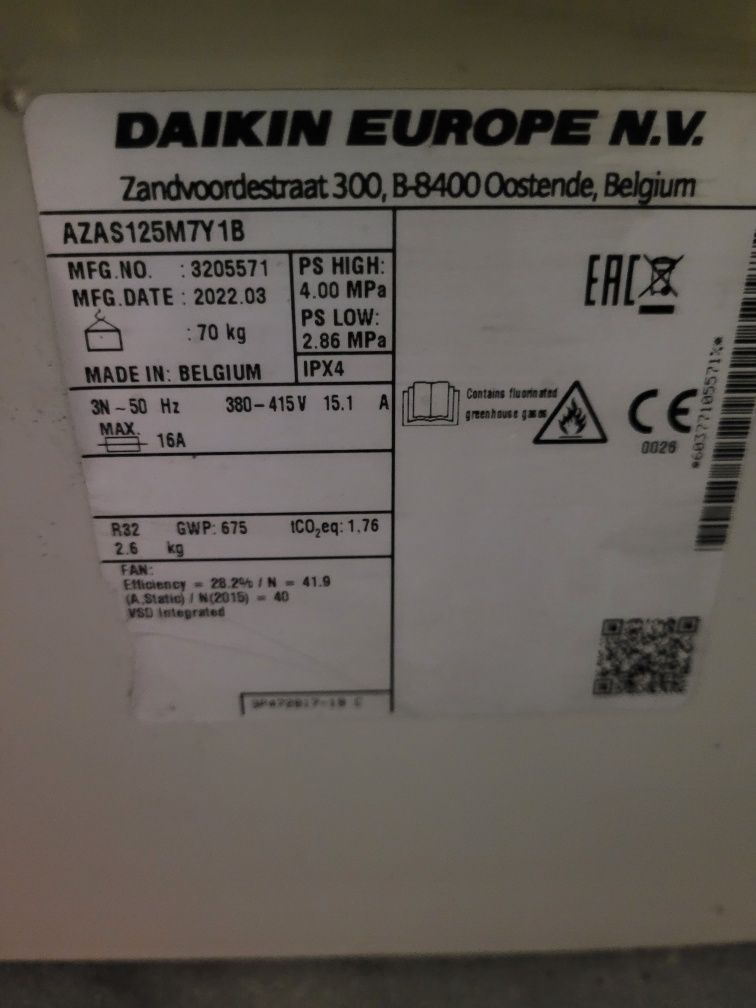 DAIKIN EUROPE N.V.
Zandvoordestraat 300, B-8400 Oostende, Belgium
AZAS125M7Y1B
MFG.NO. : 3205571
MFG.DATE : 2022.03
: 70 kg
MADE IN: BELGIUM
PS HIGH:
4.00 MPa
PS LOW:
2.86 MPa
IPX4
3N ~ 50 Hz 380-415V 15.1 A
MAX.
16A
R32 GWP: 675 tCO₂eq: 1.76
2.6 kg
FAN:
Efficiency = 28.2% / N = 41.9
(A,Static) / N(2015) = 40
VSD Integrated
EAC
Contains fluorinated
greenhouse gases
CE
0026